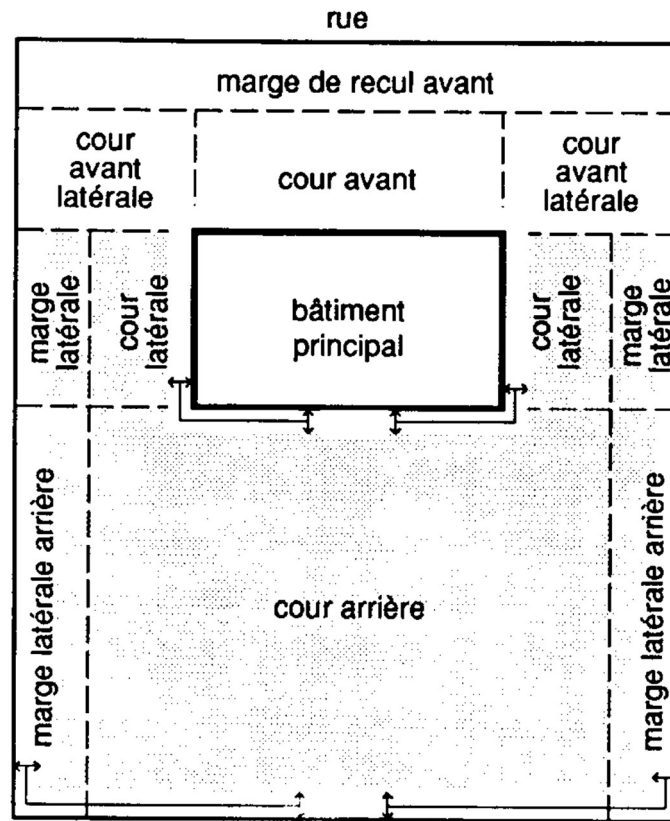 rue
marge de recul avant
cour
avant
latérale
cour avant
cour
avant
latérale
marge
latérale
cour
latérale
bâtiment
principal
cour
latérale
marge
latérale
marge latérale arrière
cour arrière
marge latérale arrière